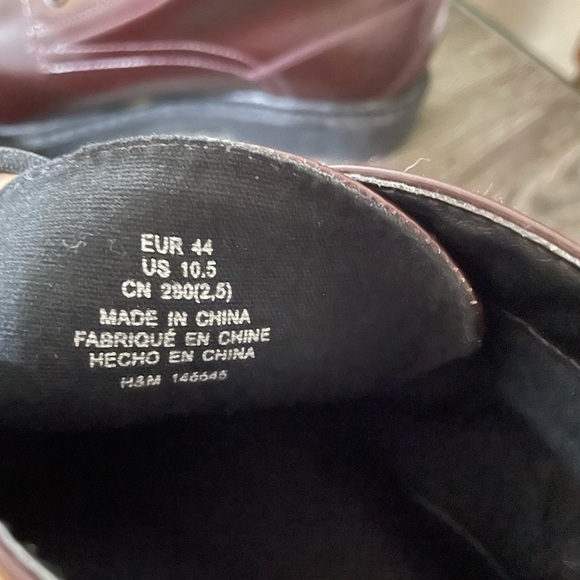 EUR 44
US 10.5
CN 280(2,5)
MADE IN CHINA
FABRIQUÉ EN CHINE
HECHO EN CHINA
H&M 146645